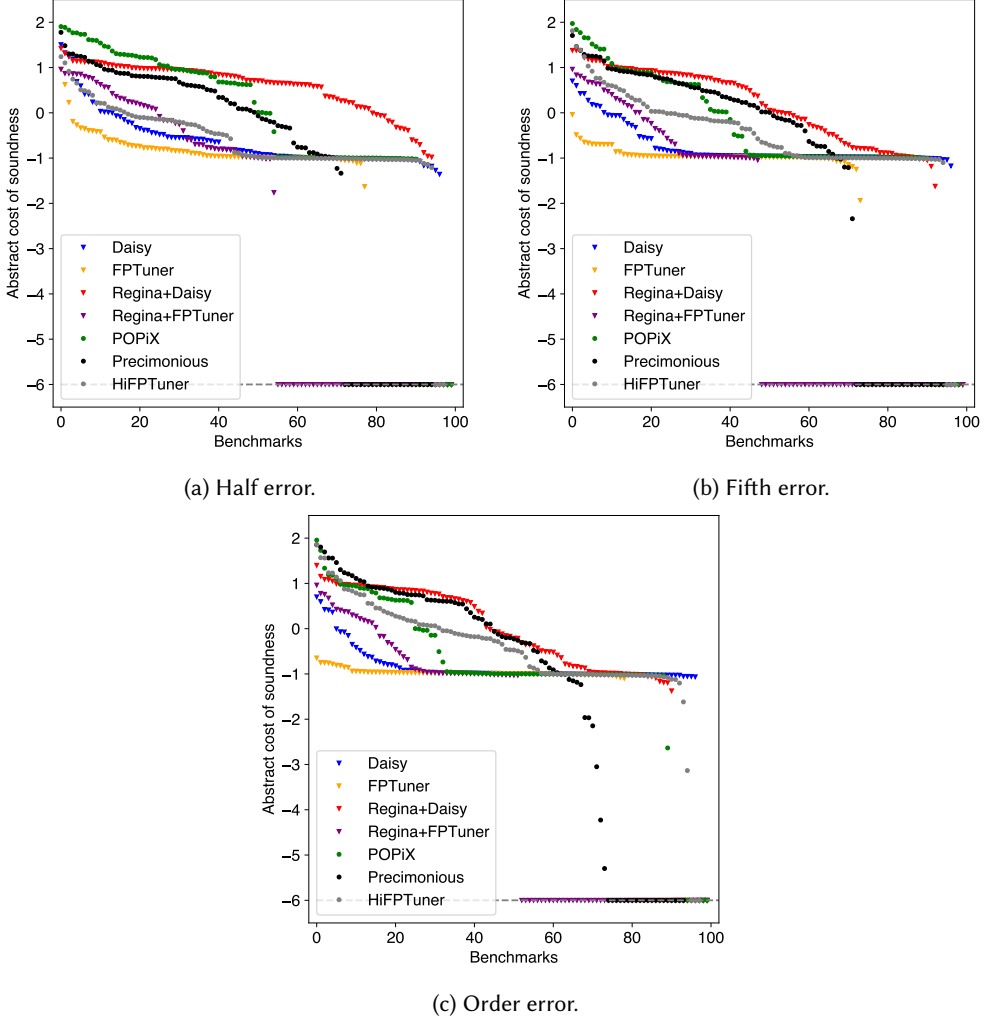 2
1
0
−1
−2
−3
−4
−5
−6
Abstract cost of soundness
Daisy
FPTuner
Regina+Daisy
Regina+FPTuner
POPiX
Precimonious
HiFPTuner
0 20 40 60 80 100
Benchmarks
(a) Half error.
2
1
0
−1
−2
−3
−4
−5
−6
Abstract cost of soundness
Daisy
FPTuner
Regina+Daisy
Regina+FPTuner
POPiX
Precimonious
HiFPTuner
0 20 40 60 80 100
Benchmarks
(b) Fifth error.
2
1
0
−1
−2
−3
−4
−5
−6
Abstract cost of soundness
Daisy
FPTuner
Regina+Daisy
Regina+FPTuner
POPiX
Precimonious
HiFPTuner
0 20 40 60 80 100
Benchmarks
(c) Order error.